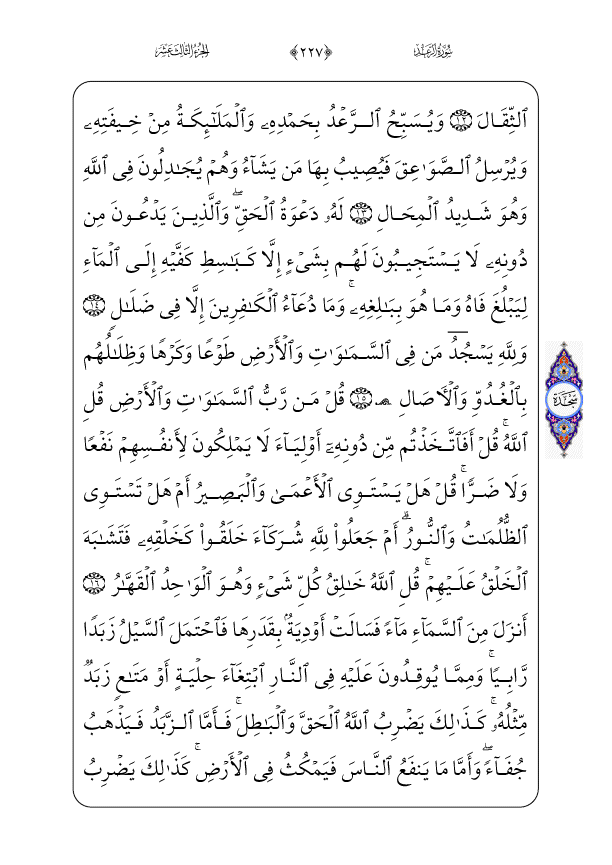 سُورَةُ الرَّعْدِ ﴿٢٢٧﴾ الجُزْءُ الثَّالِثَ عَشَرَ
ٱلثِّقَالَ ١٢ وَيُسَبِّحُ ٱلرَّعْدُ بِحَمْدِهِۦ وَٱلْمَلَـٰٓئِكَةُ مِنْ خِيفَتِهِۦ
وَيُرْسِلُ ٱلصَّوَٰعِقَ فَيُصِيبُ بِهَا مَن يَشَآءُ وَهُمْ يُجَـٰدِلُونَ فِى ٱللَّهِ
وَهُوَ شَدِيدُ ٱلْمِحَالِ ١٣ لَهُۥ دَعْوَةُ ٱلْحَقِّ ۖ وَٱلَّذِينَ يَدْعُونَ مِن
دُونِهِۦ لَا يَسْتَجِيبُونَ لَهُم بِشَىْءٍ إِلَّا كَبَـٰسِطِ كَفَّيْهِ إِلَى ٱلْمَآءِ
لِيَبْلُغَ فَاهُ وَمَا هُوَ بِبَـٰلِغِهِۦ ۚ وَمَا دُعَآءُ ٱلْكَـٰفِرِينَ إِلَّا فِى ضَلَـٰلٍ ١٤
وَلِلَّهِ يَسْجُدُ مَن فِى ٱلسَّمَـٰوَٰتِ وَٱلْأَرْضِ طَوْعًا وَكَرْهًا وَظِلَـٰلُهُم
بِٱلْغُدُوِّ وَٱلْـَٔاصَالِ ۩ ١٥ قُلْ مَن رَّبُّ ٱلسَّمَـٰوَٰتِ وَٱلْأَرْضِ قُلِ
سَجْدَة
ٱللَّهُ ۚ قُلْ أَفَٱتَّخَذْتُم مِّن دُونِهِۦٓ أَوْلِيَآءَ لَا يَمْلِكُونَ لِأَنفُسِهِمْ نَفْعًا
وَلَا ضَرًّا ۚ قُلْ هَلْ يَسْتَوِى ٱلْأَعْمَىٰ وَٱلْبَصِيرُ أَمْ هَلْ تَسْتَوِى
ٱلظُّلُمَـٰتُ وَٱلنُّورُ ۗ أَمْ جَعَلُوا۟ لِلَّهِ شُرَكَآءَ خَلَقُوا۟ كَخَلْقِهِۦ فَتَشَـٰبَهَ
ٱلْخَلْقُ عَلَيْهِمْ ۚ قُلِ ٱللَّهُ خَـٰلِقُ كُلِّ شَىْءٍ وَهُوَ ٱلْوَٰحِدُ ٱلْقَهَّـٰرُ ١٦
أَنزَلَ مِنَ ٱلسَّمَآءِ مَآءً فَسَالَتْ أَوْدِيَةٌۢ بِقَدَرِهَا فَٱحْتَمَلَ ٱلسَّيْلُ زَبَدًا
رَّابِيًا ۚ وَمِمَّا يُوقِدُونَ عَلَيْهِ فِى ٱلنَّارِ ٱبْتِغَآءَ حِلْيَةٍ أَوْ مَتَـٰعٍ زَبَدٌ
مِّثْلُهُۥ ۚ كَذَٰلِكَ يَضْرِبُ ٱللَّهُ ٱلْحَقَّ وَٱلْبَـٰطِلَ ۚ فَأَمَّا ٱلزَّبَدُ فَيَذْهَبُ
جُفَآءً ۖ وَأَمَّا مَا يَنفَعُ ٱلنَّاسَ فَيَمْكُثُ فِى ٱلْأَرْضِ ۚ كَذَٰلِكَ يَضْرِبُ